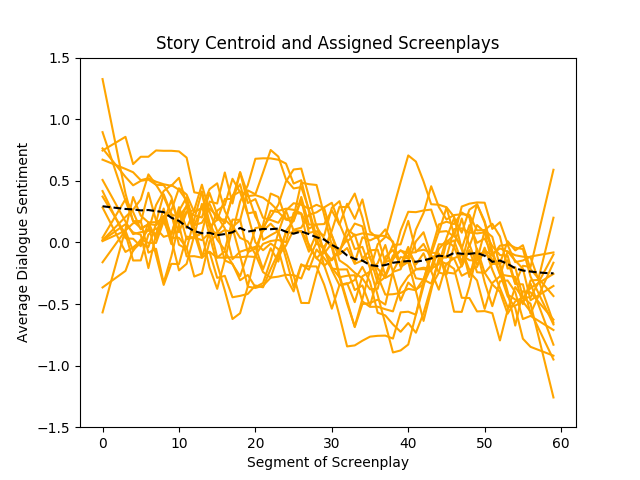 Story Centroid and Assigned Screenplays
Average Dialogue Sentiment
1.5
1.0
0.5
0.0
−0.5
−1.0
−1.5
0 10 20 30 40 50 60
Segment of Screenplay